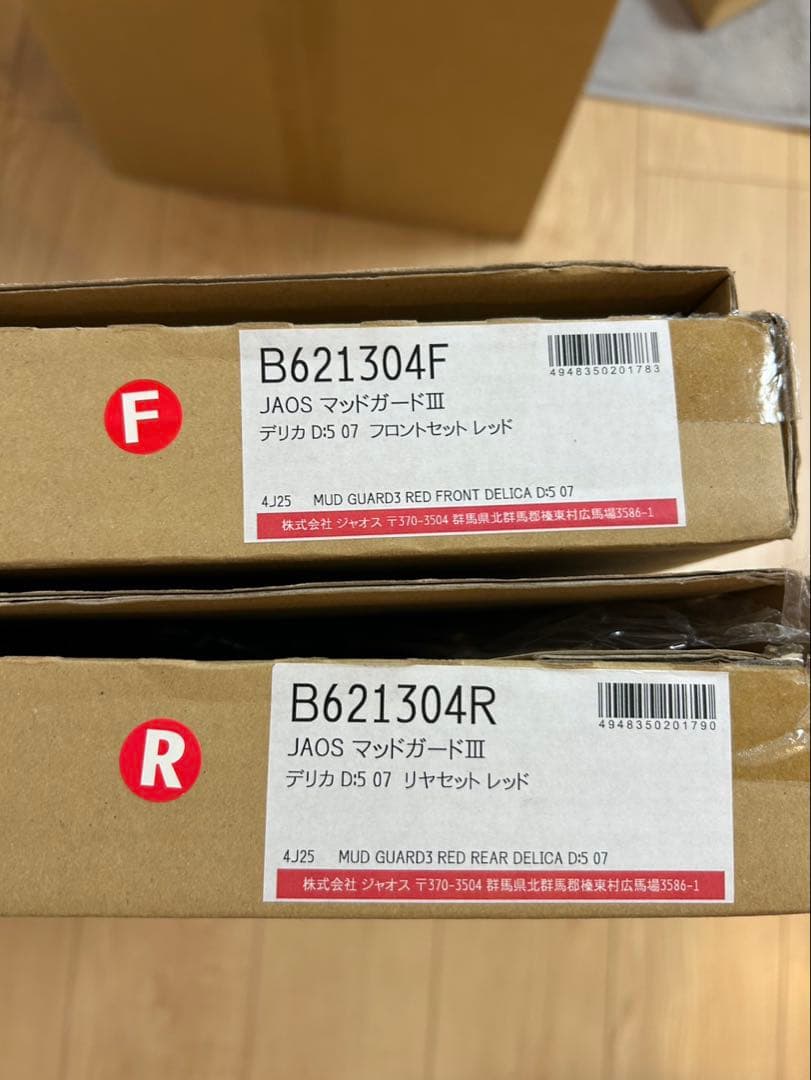 F
B621304F
4948350201783
JAOS マッドガードⅢ
デリカ D:5 07 フロントセット レッド
4J25 MUD GUARD3 RED FRONT DELICA D:5 07
株式会社 ジャオス 〒370-3504 群馬県北群馬郡榛東村広馬場3586-1
R
B621304R
4948350201790
JAOS マッドガードⅢ
デリカ D:5 07 リヤセット レッド
4J25 MUD GUARD3 RED REAR DELICA D:5 07
株式会社 ジャオス 〒370-3504 群馬県北群馬郡榛東村広馬場3586-1